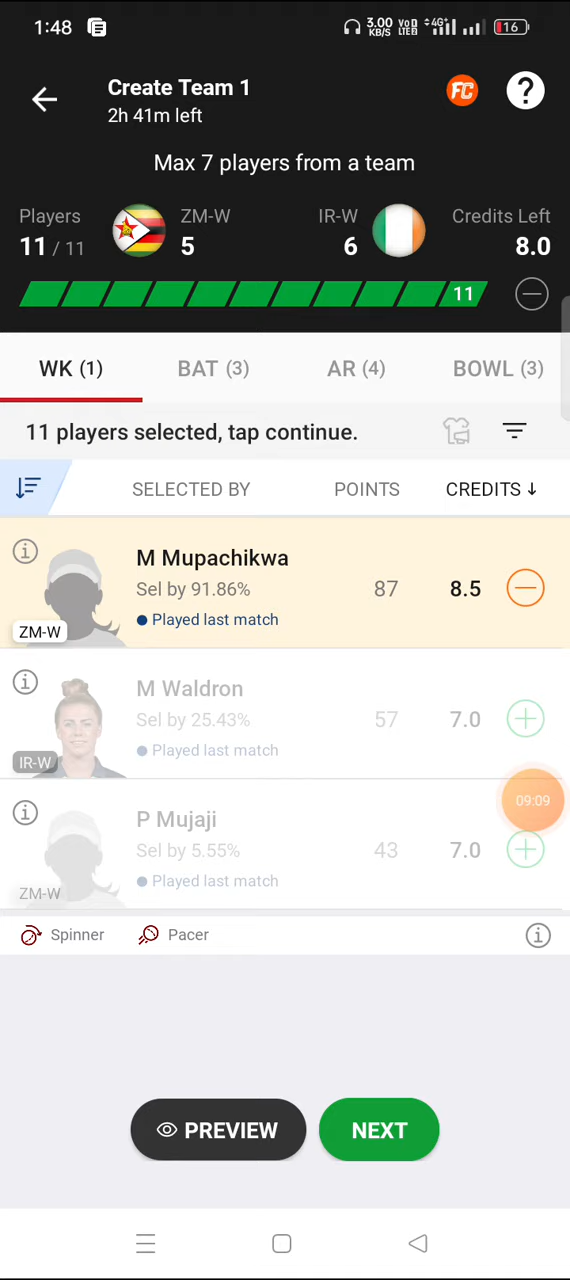 1:48
3.00 KB/S
VoD LTE2
4G+
16
Create Team 1
FC
?
2h 41m left
Max 7 players from a team
Players
ZM-W
IR-W
Credits Left
11 / 11
5
6
8.0
11
WK (1)
BAT (3)
AR (4)
BOWL (3)
11 players selected, tap continue.
SELECTED BY
POINTS
CREDITS ↓
M Mupachikwa
Sel by 91.86%
87
8.5
Played last match
ZM-W
M Waldron
Sel by 25.43%
57
7.0
Played last match
IR-W
09:09
P Mujaji
Sel by 5.55%
43
7.0
Played last match
ZM-W
Spinner
Pacer
PREVIEW
NEXT